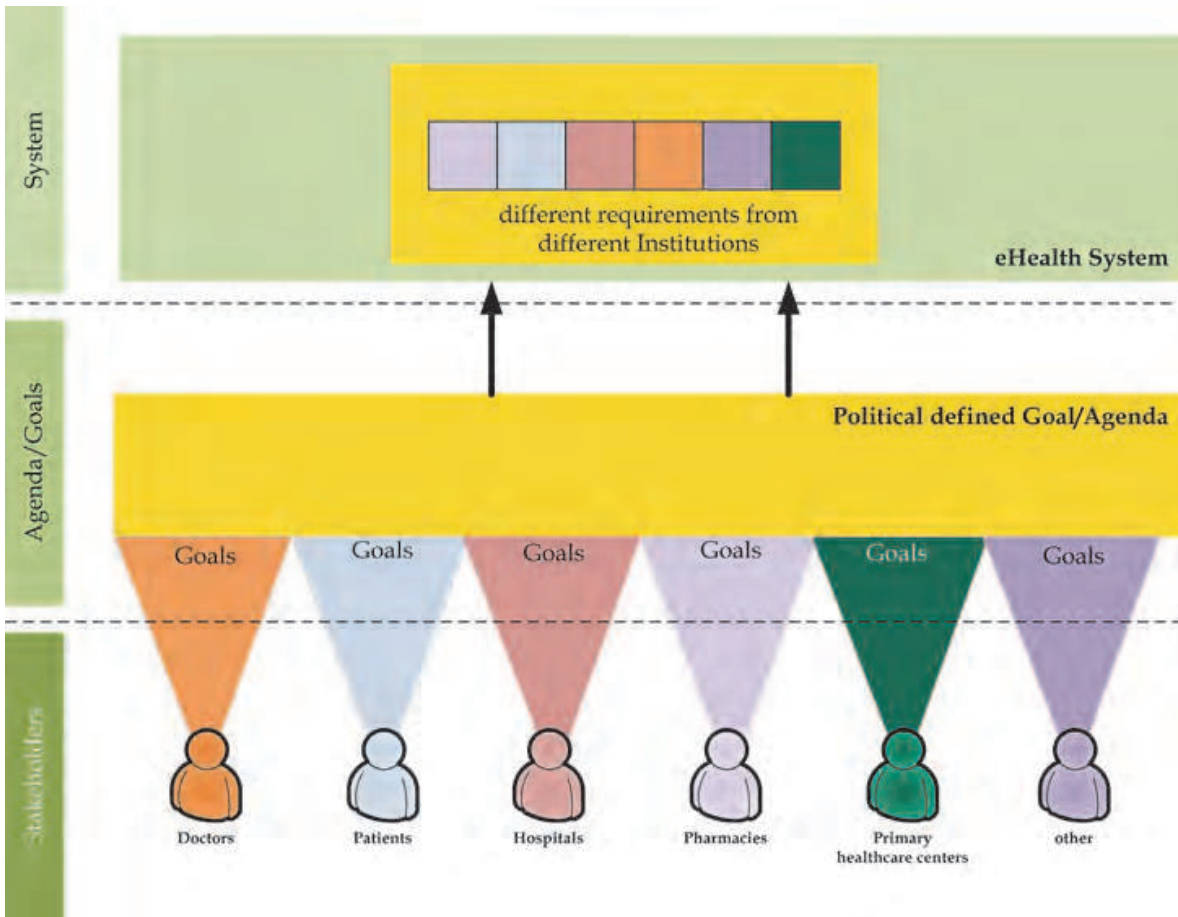 System
different requirements from
different Institutions
eHealth System
Agenda/Goals
Political defined Goal/Agenda
Goals
Goals
Goals
Goals
Goals
Goals
Stakeholders
Doctors
Patients
Hospitals
Pharmacies
Primary
healthcare centers
other